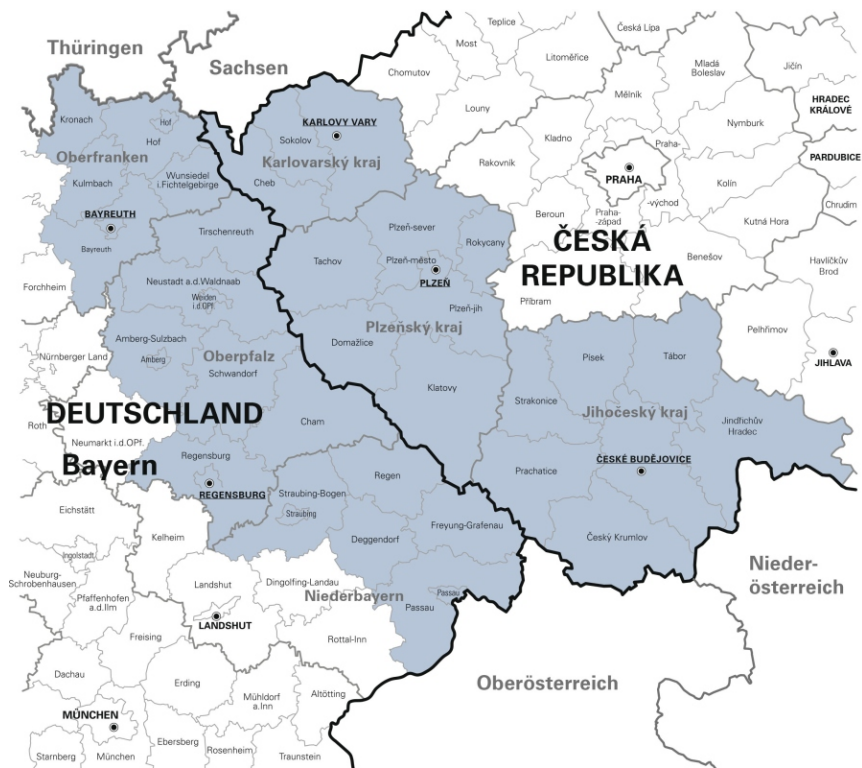 Thüringen
Sachsen
Teplice
Most
Chomutov
Česká Lípa
Litoměřice
Mladá
Boleslav
Jičín
Mělník
HRADEC
KRÁLOVÉ
Louny
Nymburk
Kladno
Praha-
Rakovník
PRAHA
PARDUBICE
Kolín
Beroun
Praha-
západ
-východ
Chrudim
Kutná Hora
ČESKÁ
REPUBLIKA
Benešov
Havlíčkův
Brod
Příbram
Pelhřimov
JIHLAVA
Kronach
Hof
Hof
Oberfranken
Kulmbach
Wunsiedel
i.Fichtelgebirge
BAYREUTH
Bayreuth
KARLOVY VARY
Sokolov
Karlovarský kraj
Cheb
Tirschenreuth
Plzeň-sever
Rokycany
Tachov
Plzeň-město
PLZEŇ
Plzeň-jih
Plzeňský kraj
Domažlice
Klatovy
Forchheim
Neustadt a.d.Waldnaab
Weiden
i.d.OPf.
Amberg-Sulzbach
Amberg
Oberpfalz
Schwandorf
Nürnberger Land
DEUTSCHLAND
Roth
Neumarkt i.d.OPf.
Bayern
Cham
Regensburg
REGENSBURG
Písek
Tábor
Strakonice
Jihočeský kraj
Jindřichův
Hradec
Prachatice
ČESKÉ BUDĚJOVICE
Český Krumlov
Straubing-Bogen
Straubing
Regen
Deggendorf
Freyung-Grafenau
Eichstätt
Kelheim
Ingolstadt
Neuburg-
Schrobenhausen
Pfaffenhofen
a.d.Ilm
Landshut
Dingolfing-Landau
Niederbayern
Passau
Passau
LANDSHUT
Rottal-Inn
Freising
Nieder-
österreich
Oberösterreich
Dachau
Erding
Mühldorf
a.Inn
Altötting
MÜNCHEN
Starnberg
München
Ebersberg
Rosenheim
Traunstein